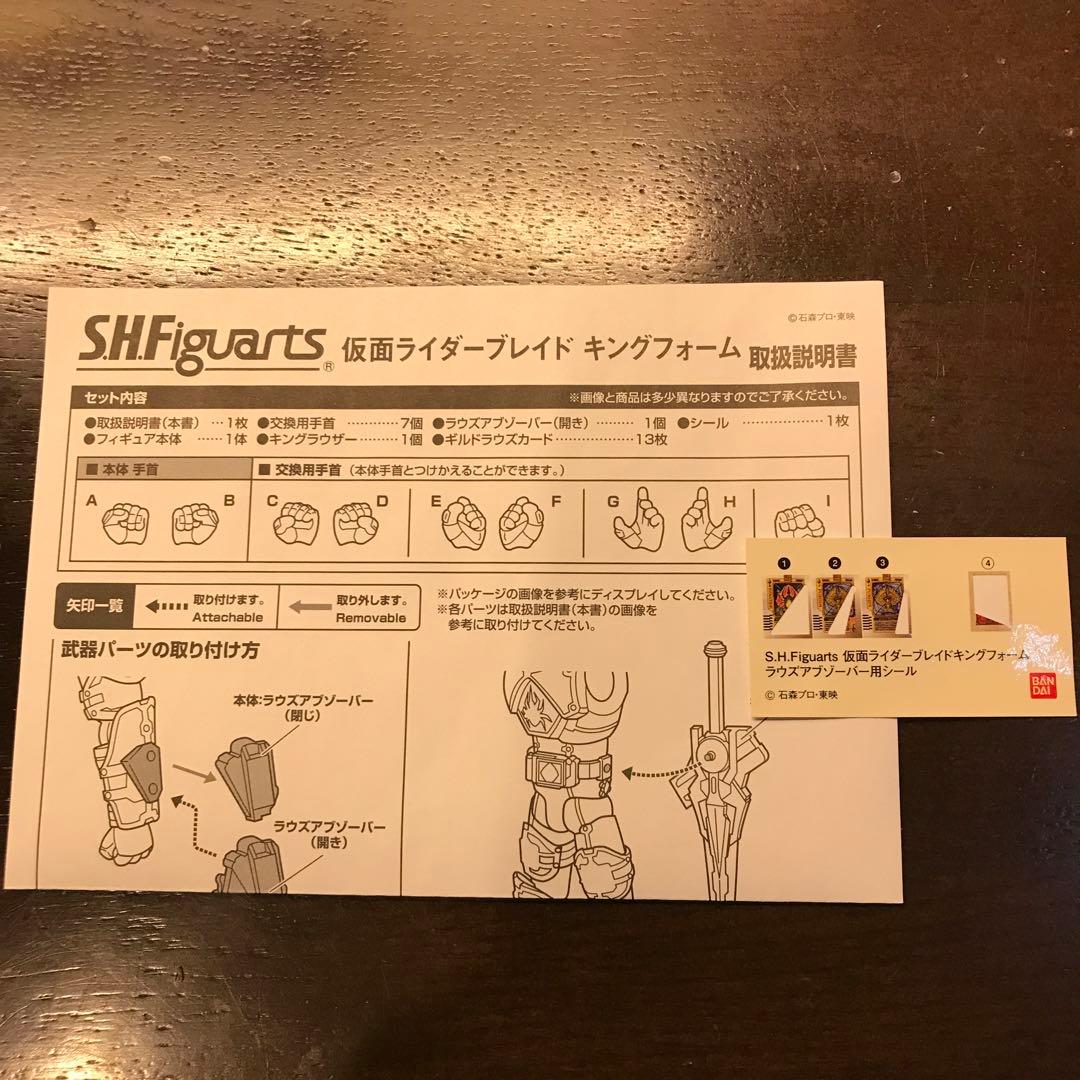 ©石森プロ・東映
S.H.Figuarts® 仮面ライダーブレイド キングフォーム 取扱説明書
セット内容 ※画像と商品は多少異なりますのでご了承ください。
●取扱説明書(本書) …1枚 ●交換用手首 …………7個 ●ラウズアブソーバー(開き) ……… 1個 ●シール ……………1枚
●フィギュア本体 ……1体 ●キングラウザー…………1個 ●ギルドラウズカード………………13枚
■ 本体 手首 ■ 交換用手首 (本体手首とつけかえることができます。)
A B C D E F G H I
矢印一覧 取り付けます。 Attachable 取り外します。 Removable
※パッケージの画像を参考にディスプレイしてください。
※各パーツは取扱説明書(本書)の画像を
参考に取り付けてください。
武器パーツの取り付け方
本体:ラウズアブゾーバー
(閉じ)
ラウズアブゾーバー
(開き)
1 2 3 4
S.H.Figuarts 仮面ライダーブレイドキングフォーム
ラウズアブゾーバー用シール
© 石森プロ・東映
BAN
DAI